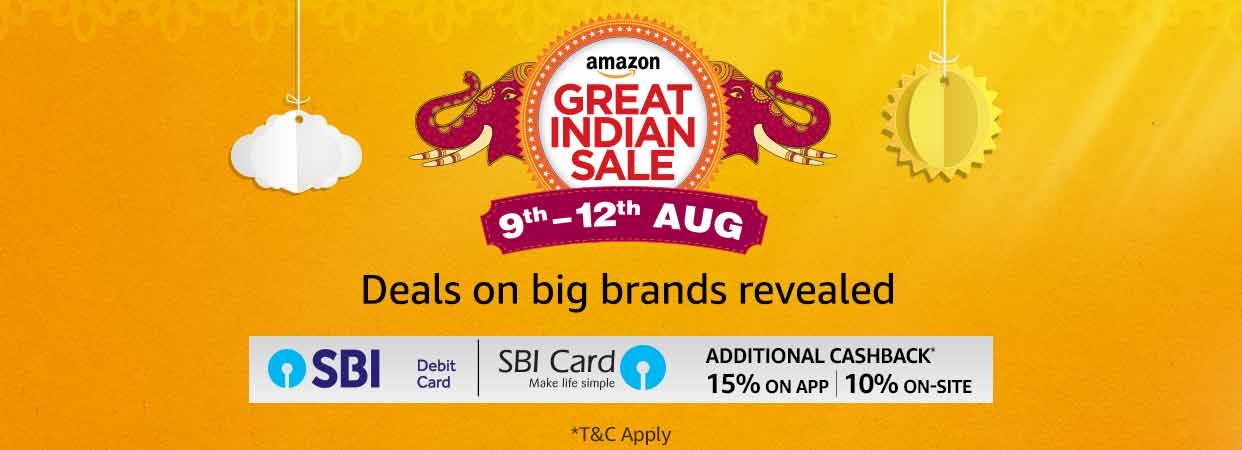 amazon
GREAT
INDIAN
SALE
9th – 12th AUG
Deals on big brands revealed
SBI Debit Card
SBI Card
Make life simple
ADDITIONAL CASHBACK*
15% ON APP | 10% ON-SITE
*T&C Apply